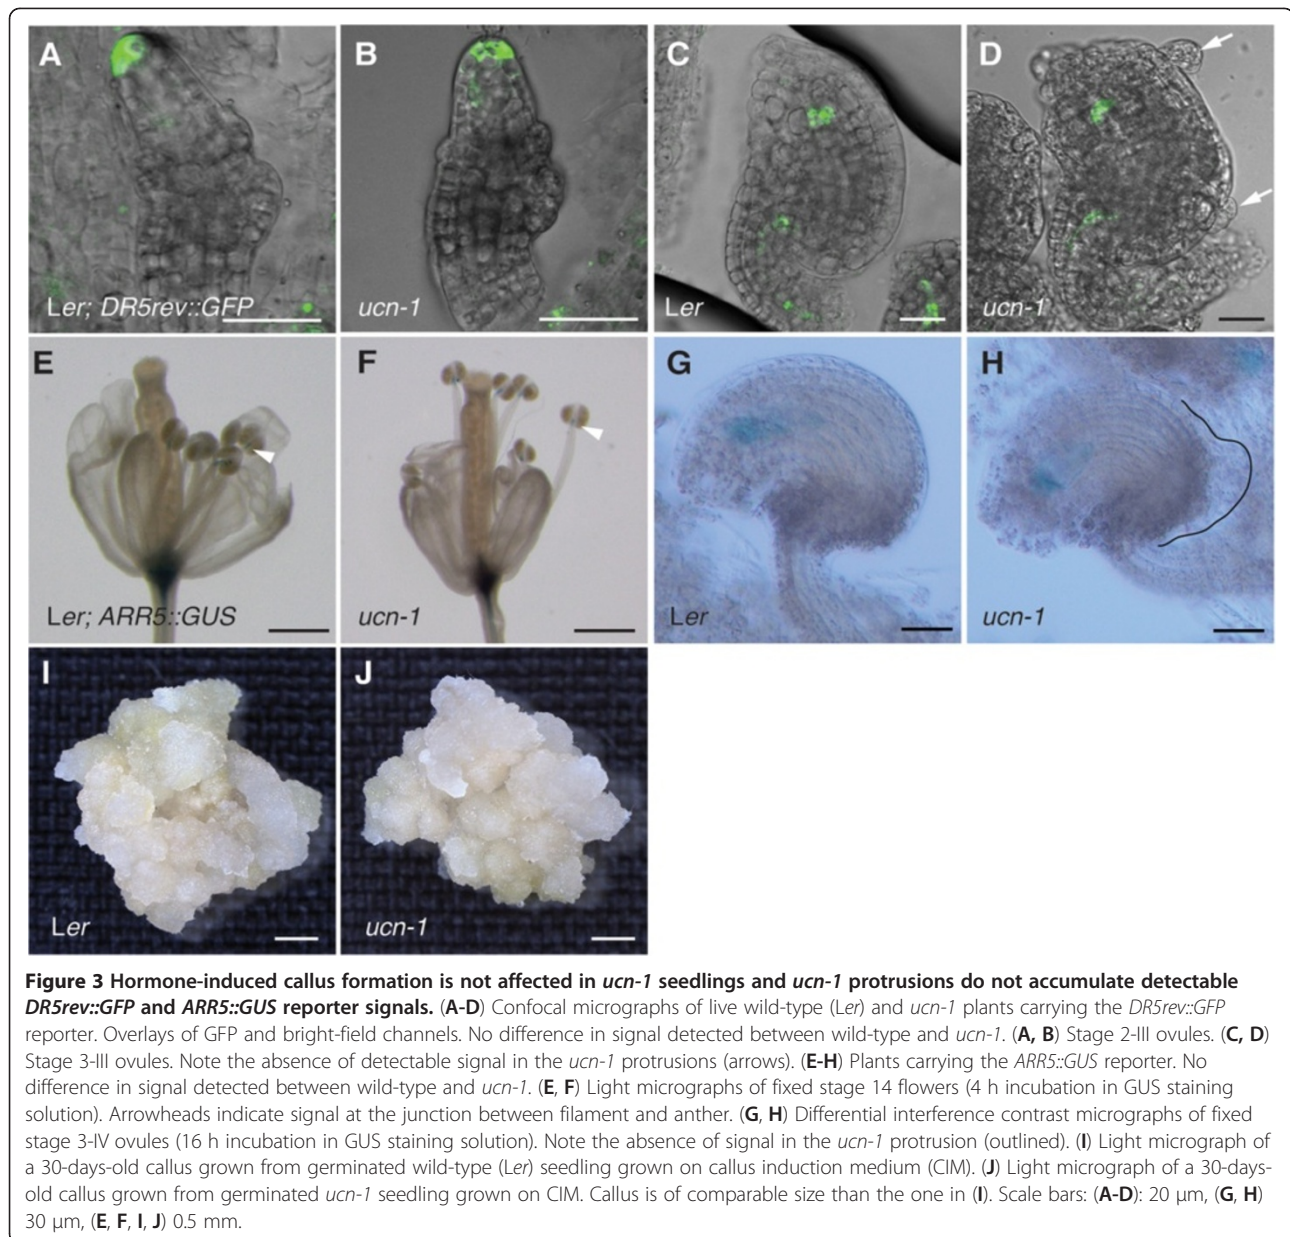 A
B
C
D
Ler; DR5rev::GFP
ucn-1
Ler
ucn-1
E
F
G
H
Ler; ARR5::GUS
ucn-1
Ler
ucn-1
I
J
Ler
ucn-1
Figure 3 Hormone-induced callus formation is not affected in ucn-1 seedlings and ucn-1 protrusions do not accumulate detectable
DR5rev::GFP and ARR5::GUS reporter signals. (A-D) Confocal micrographs of live wild-type (Ler) and ucn-1 plants carrying the DR5rev::GFP
reporter. Overlays of GFP and bright-field channels. No difference in signal detected between wild-type and ucn-1. (A, B) Stage 2-III ovules. (C, D)
Stage 3-III ovules. Note the absence of detectable signal in the ucn-1 protrusions (arrows). (E-H) Plants carrying the ARR5::GUS reporter. No
difference in signal detected between wild-type and ucn-1. (E, F) Light micrographs of fixed stage 14 flowers (4 h incubation in GUS staining
solution). Arrowheads indicate signal at the junction between filament and anther. (G, H) Differential interference contrast micrographs of fixed
stage 3-IV ovules (16 h incubation in GUS staining solution). Note the absence of signal in the ucn-1 protrusion (outlined). (I) Light micrograph of
a 30-days-old callus grown from germinated wild-type (Ler) seedling grown on callus induction medium (CIM). (J) Light micrograph of a 30-days-
old callus grown from germinated ucn-1 seedling grown on CIM. Callus is of comparable size than the one in (I). Scale bars: (A-D): 20 μm, (G, H)
30 μm, (E, F, I, J) 0.5 mm.